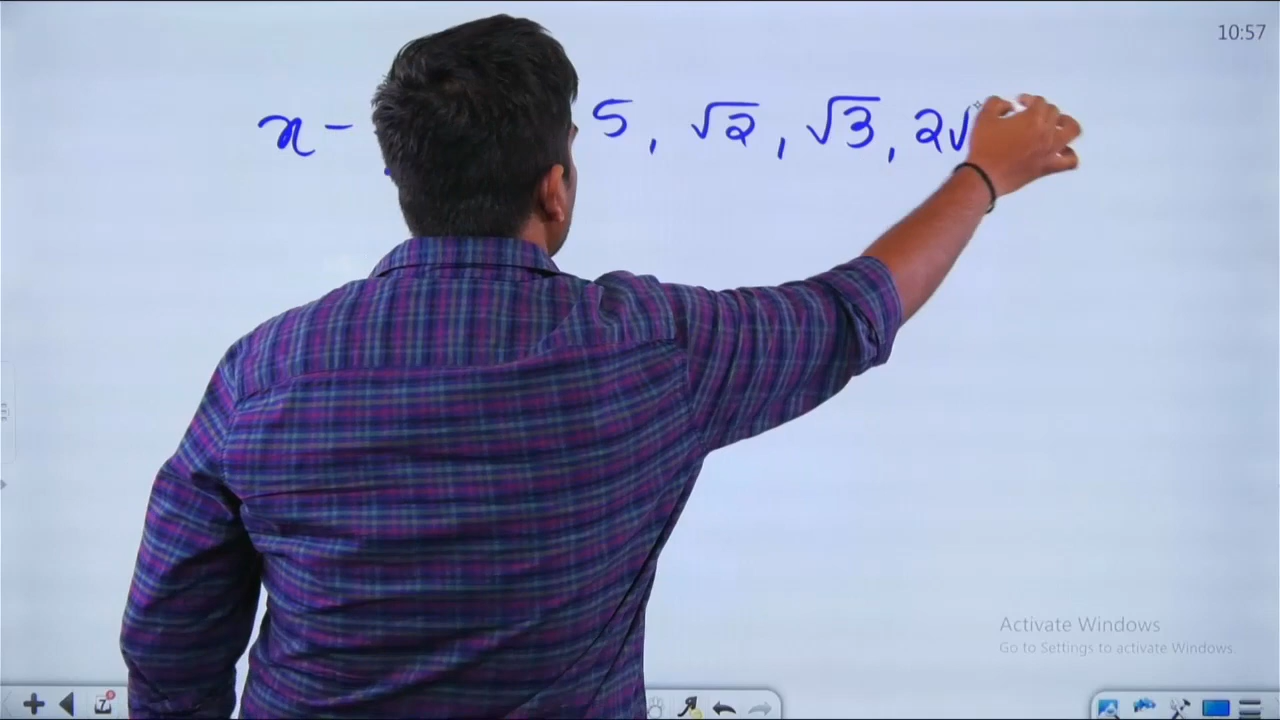 10:57
x - 5, √2, √3, 2√
Activate Windows
Go to Settings to activate Windows.